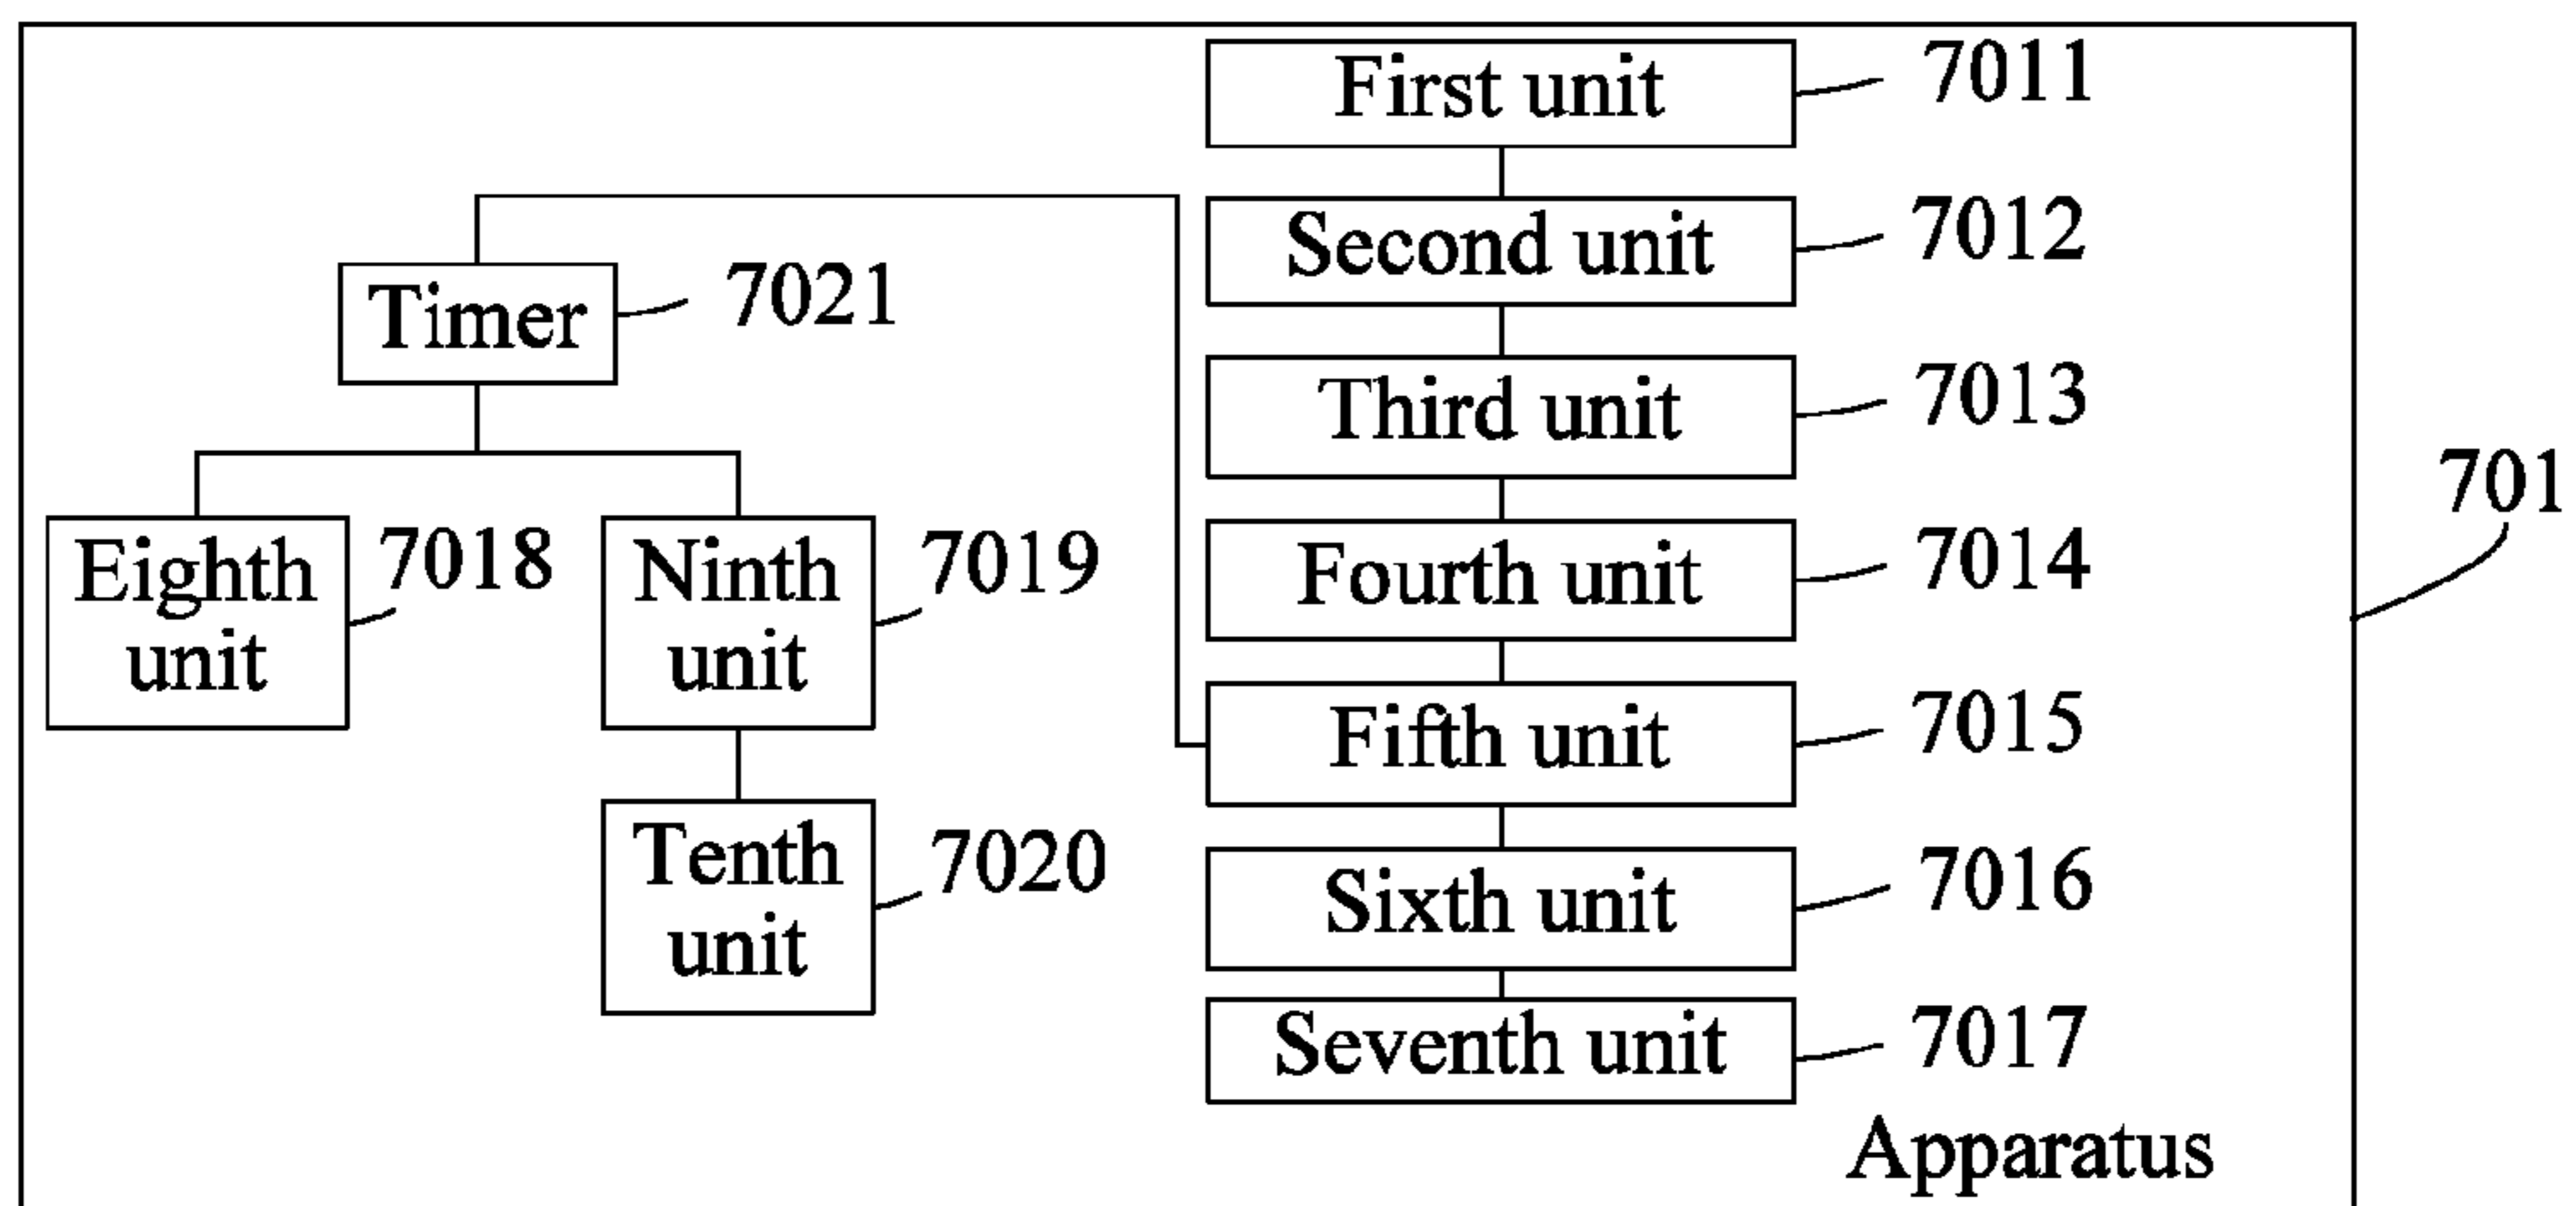 First unit 7011
Second unit 7012
Timer 7021
Third unit 7013
701
Eighth
unit
7018
Ninth
unit
7019
Fourth unit 7014
Fifth unit 7015
Tenth
unit
7020
Sixth unit 7016
Seventh unit 7017
Apparatus